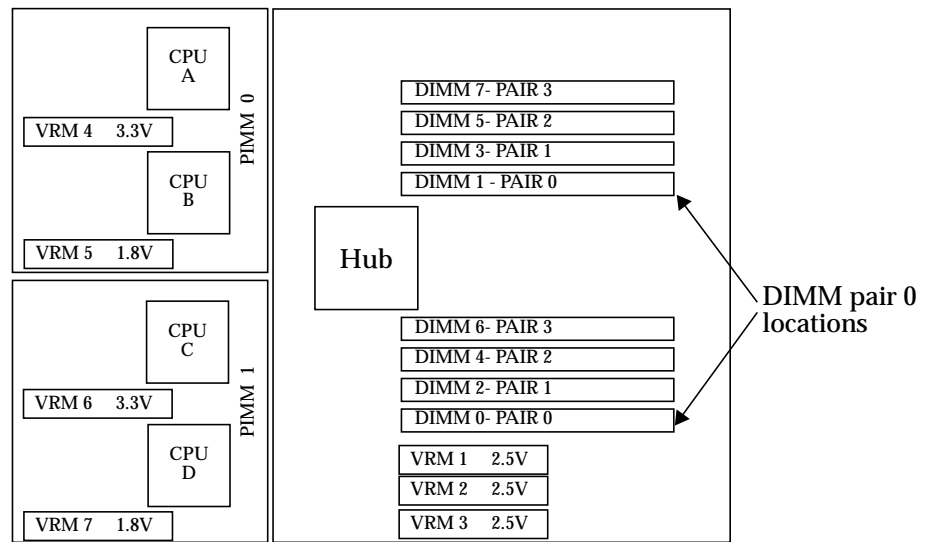 CPU
A
VRM 4 3.3V
PIMM 0
CPU
B
VRM 5 1.8V
CPU
C
VRM 6 3.3V
PIMM 1
CPU
D
VRM 7 1.8V
DIMM 7- PAIR 3
DIMM 5- PAIR 2
DIMM 3- PAIR 1
DIMM 1 - PAIR 0
Hub
DIMM 6- PAIR 3
DIMM 4- PAIR 2
DIMM 2- PAIR 1
DIMM 0- PAIR 0
VRM 1 2.5V
VRM 2 2.5V
VRM 3 2.5V
DIMM pair 0
locations